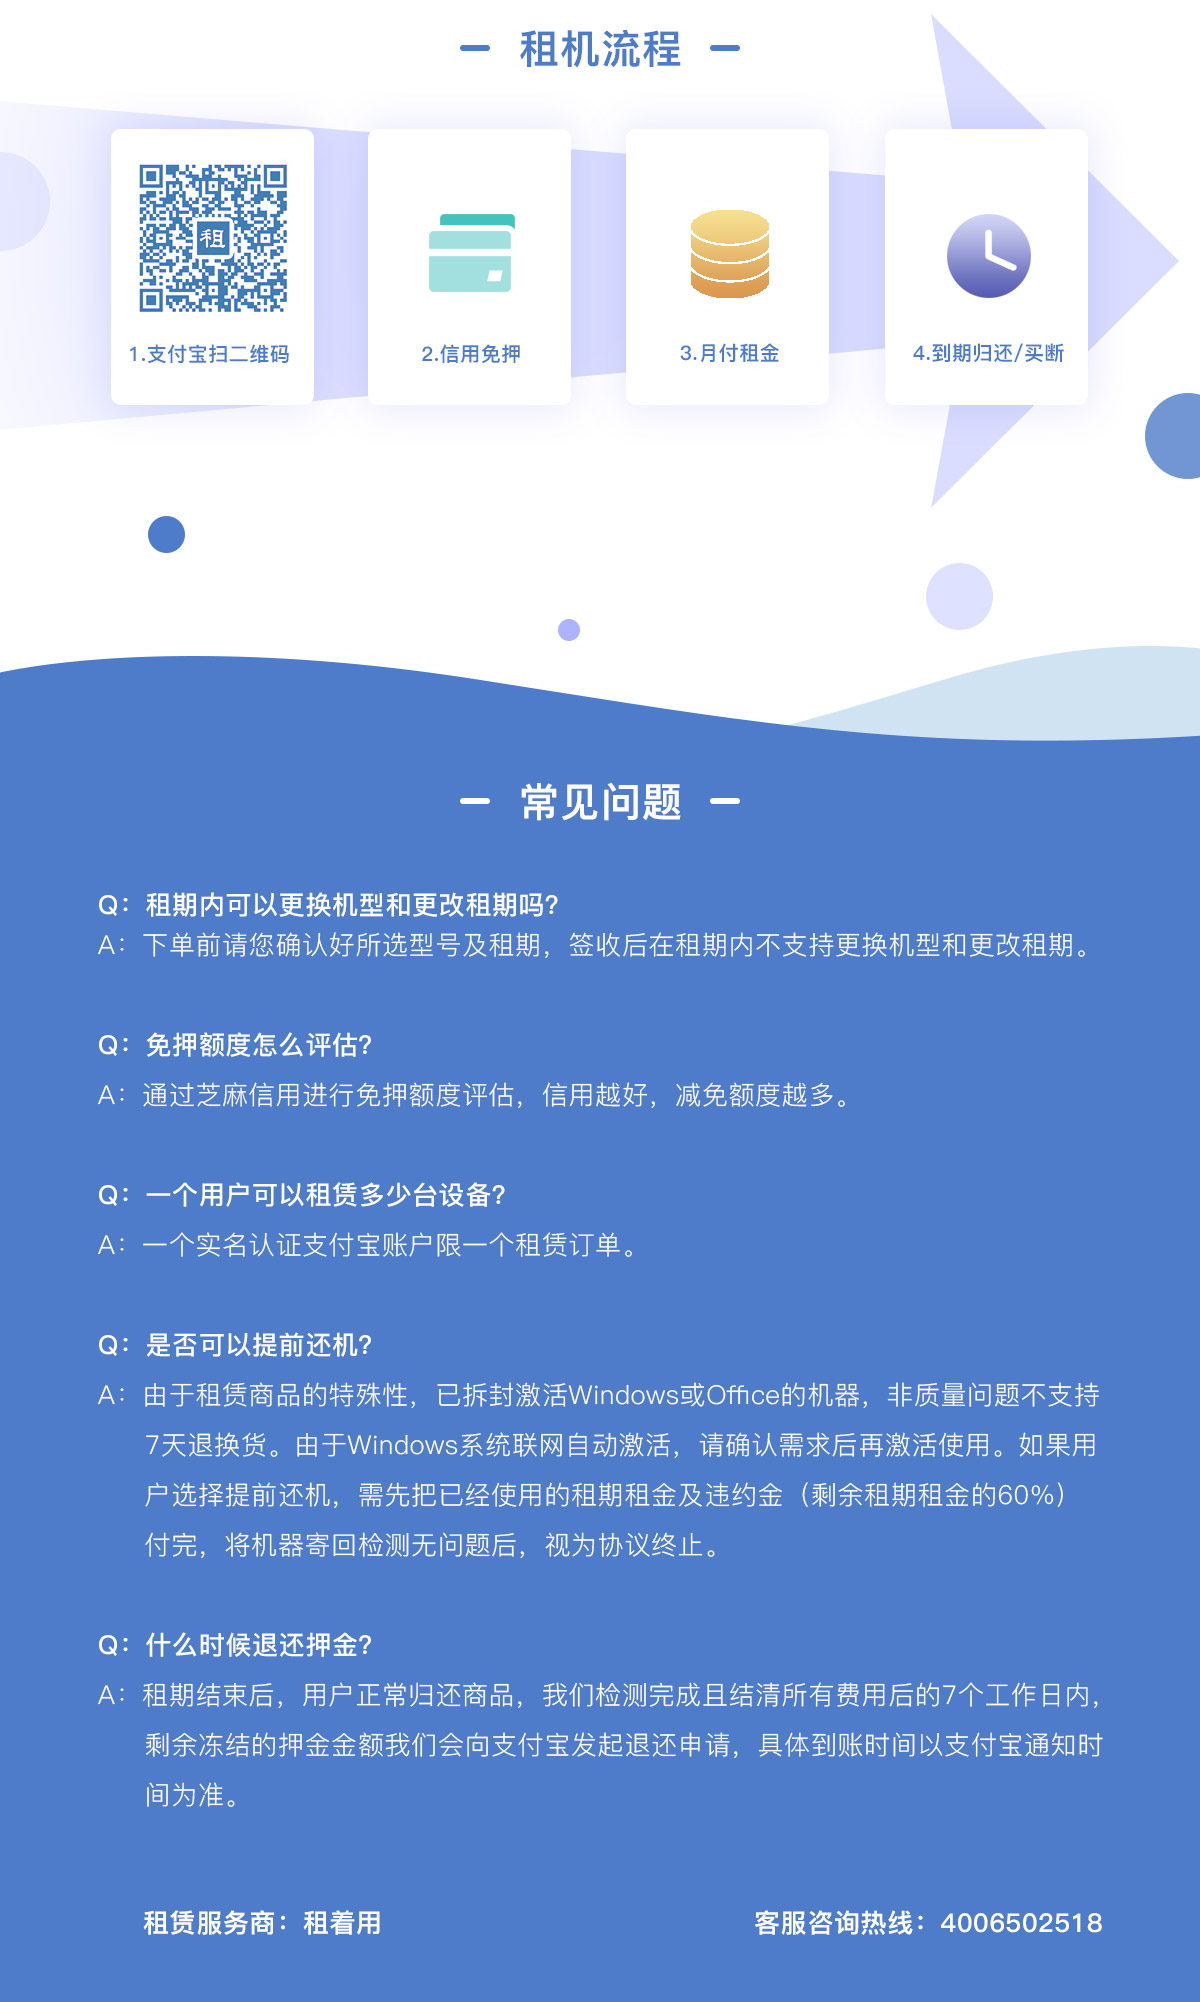 租机流程
租
1.支付宝扫二维码
2.信用免押
3.月付租金
4.到期归还/买断
常见问题
Q：租期内可以更换机型和更改租期吗？
A：下单前请您确认好所选型号及租期，签收后在租期内不支持更换机型和更改租期。
Q：免押额度怎么评估？
A：通过芝麻信用进行免押额度评估，信用越好，减免额度越多。
Q：一个用户可以租赁多少台设备？
A：一个实名认证支付宝账户限一个租赁订单。
Q：是否可以提前还机？
A：由于租赁商品的特殊性，已拆封激活Windows或Office的机器，非质量问题不支持
7天退换货。由于Windows系统联网自动激活，请确认需求后再激活使用。如果用
户选择提前还机，需先把已经使用的租期租金及违约金（剩余租期租金的60%）
付完，将机器寄回检测无问题后，视为协议终止。
Q：什么时候退还押金？
A：租期结束后，用户正常归还商品，我们检测完成且结清所有费用后的7个工作日内，
剩余冻结的押金金额我们会向支付宝发起退还申请，具体到账时间以支付宝通知时
间为准。
租赁服务商：租着用
客服咨询热线：4006502518